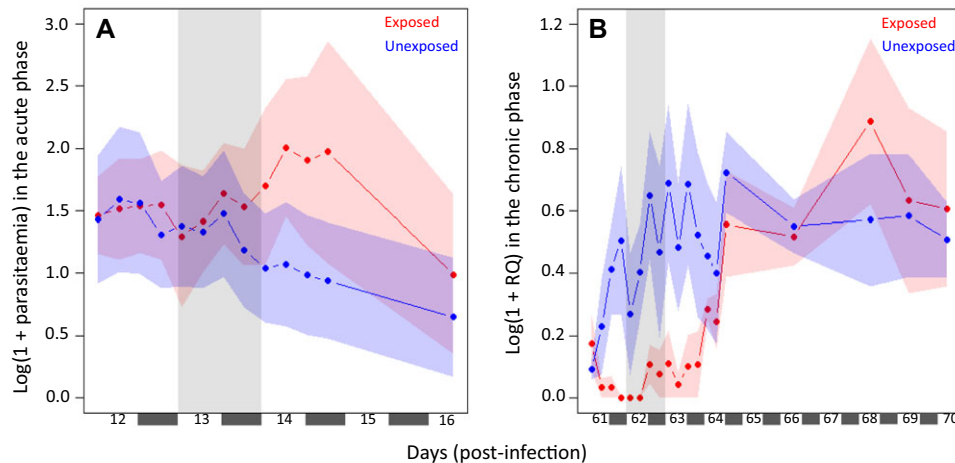 A
Exposed
Unexposed
Log(1 + parasitaemia) in the acute phase
3.0
2.5
2.0
1.5
1.0
0.5
0.0
12 13 14 15 16
B
Exposed
Unexposed
Log(1 + RQ) in the chronic phase
1.2
1.0
0.8
0.6
0.4
0.2
0.0
61 62 63 64 65 66 67 68 69 70
Days (post-infection)